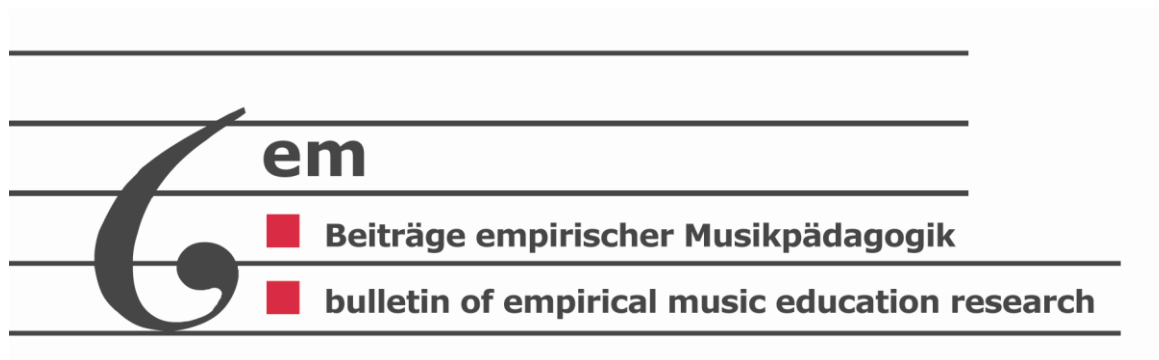 em
Beiträge empirischer Musikpädagogik
bulletin of empirical music education research